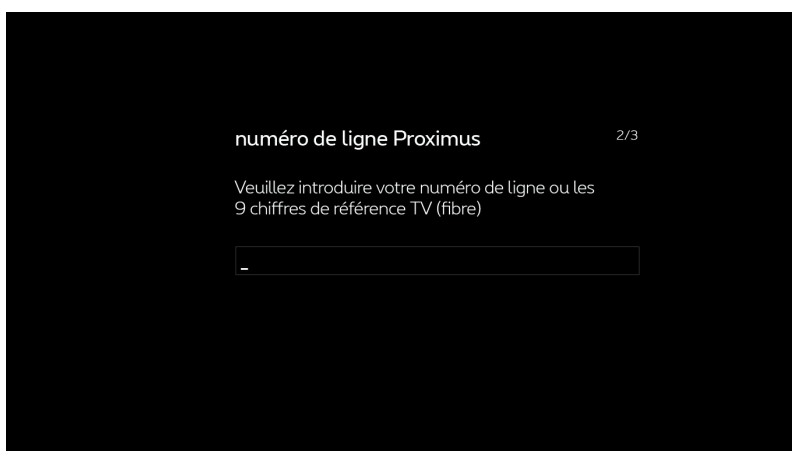 numéro de ligne Proximus 2/3
Veuillez introduire votre numéro de ligne ou les
9 chiffres de référence TV (fibre)
_